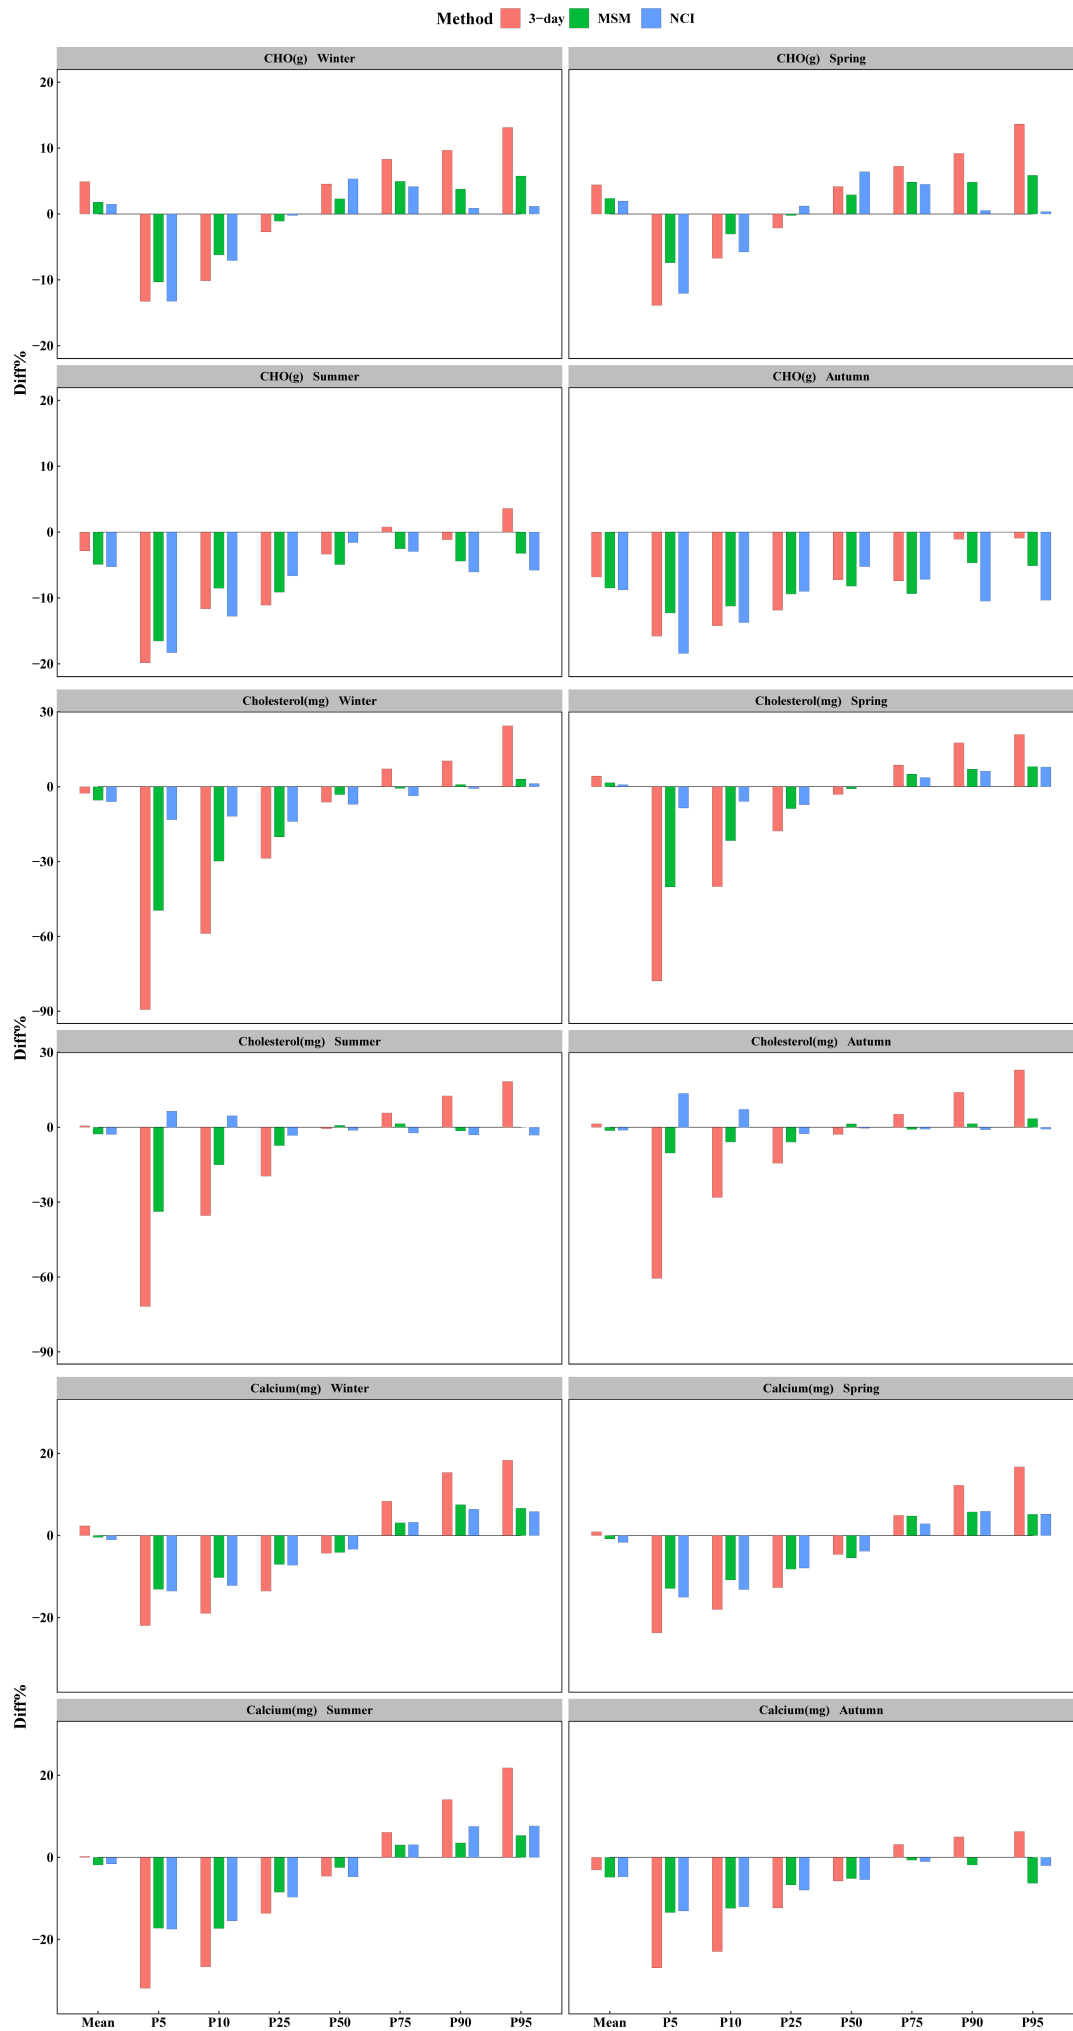 Method 3−day MSM NCI
CHO(g) Winter CHO(g) Spring
20
10
0
−10
−20
Diff%
CHO(g) Summer CHO(g) Autumn
20
10
0
−10
−20
Cholesterol(mg) Winter Cholesterol(mg) Spring
30
0
−30
−60
−90
Diff%
Cholesterol(mg) Summer Cholesterol(mg) Autumn
30
0
−30
−60
−90
Calcium(mg) Winter Calcium(mg) Spring
20
0
−20
Diff%
Calcium(mg) Summer Calcium(mg) Autumn
20
0
−20
Mean P5 P10 P25 P50 P75 P90 P95 Mean P5 P10 P25 P50 P75 P90 P95